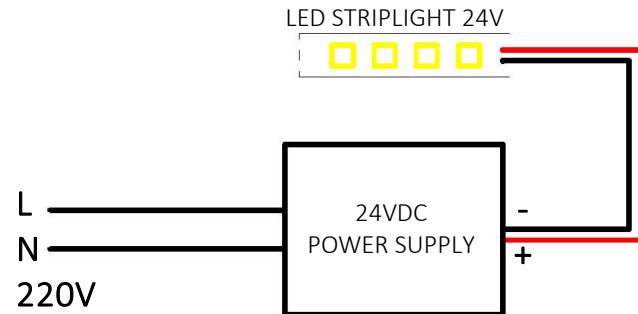 LED STRIPLIGHT 24V
L
N
220V
24VDC
POWER SUPPLY
-
+